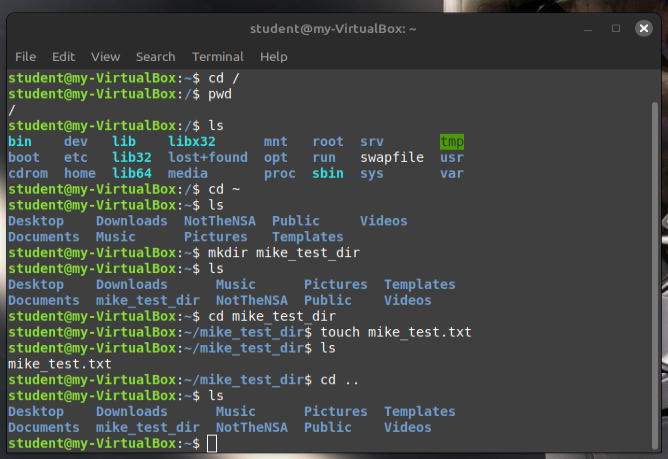 student@my-VirtualBox: ~
File Edit View Search Terminal Help
student@my-VirtualBox:~$ cd /
student@my-VirtualBox:/$ pwd
/
student@my-VirtualBox:/$ ls
bin dev lib libx32 mnt root srv tmp
boot etc lib32 lost+found opt run swapfile usr
cdrom home lib64 media proc sbin sys var
student@my-VirtualBox:/$ cd ~
student@my-VirtualBox:~$ ls
Desktop Downloads NotTheNSA Public Videos
Documents Music Pictures Templates
student@my-VirtualBox:~$ mkdir mike_test_dir
student@my-VirtualBox:~$ ls
Desktop Downloads Music Pictures Templates
Documents mike_test_dir NotTheNSA Public Videos
student@my-VirtualBox:~$ cd mike_test_dir
student@my-VirtualBox:~/mike_test_dir$ touch mike_test.txt
student@my-VirtualBox:~/mike_test_dir$ ls
mike_test.txt
student@my-VirtualBox:~/mike_test_dir$ cd ..
student@my-VirtualBox:~$ ls
Desktop Downloads Music Pictures Templates
Documents mike_test_dir NotTheNSA Public Videos
student@my-VirtualBox:~$